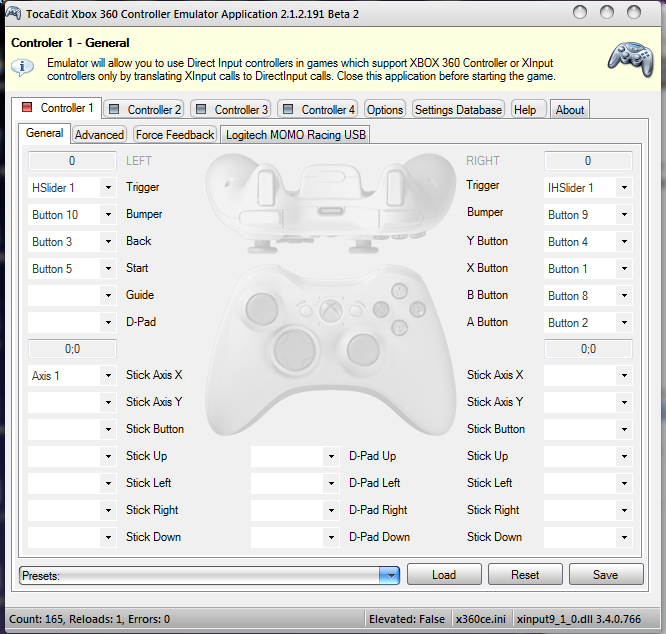 TocaEdit Xbox 360 Controller Emulator Application 2.1.2.191 Beta 2
Controler 1 - General
Emulator will allow you to use Direct Input controllers in games which support XBOX 360 Controller or XInput
controllers only by translating XInput calls to DirectInput calls. Close this application before starting the game.
Controller 1 Controller 2 Controller 3 Controller 4 Options Settings Database Help About
General Advanced Force Feedback Logitech MOMO Racing USB
0 LEFT RIGHT 0
HSlider 1 Trigger Trigger IHSlider 1
Button 10 Bumper Bumper Button 9
Button 3 Back Y Button Button 4
Button 5 Start X Button Button 1
Guide B Button Button 8
D-Pad A Button Button 2
0;0 0;0
Axis 1 Stick Axis X Stick Axis X
Stick Axis Y Stick Axis Y
Stick Button Stick Button
Stick Up D-Pad Up Stick Up
Stick Left D-Pad Left Stick Left
Stick Right D-Pad Right Stick Right
Stick Down D-Pad Down Stick Down
Presets: Load Reset Save
Count: 165, Reloads: 1, Errors: 0 Elevated: False x360ce.ini xinput9_1_0.dll 3.4.0.766